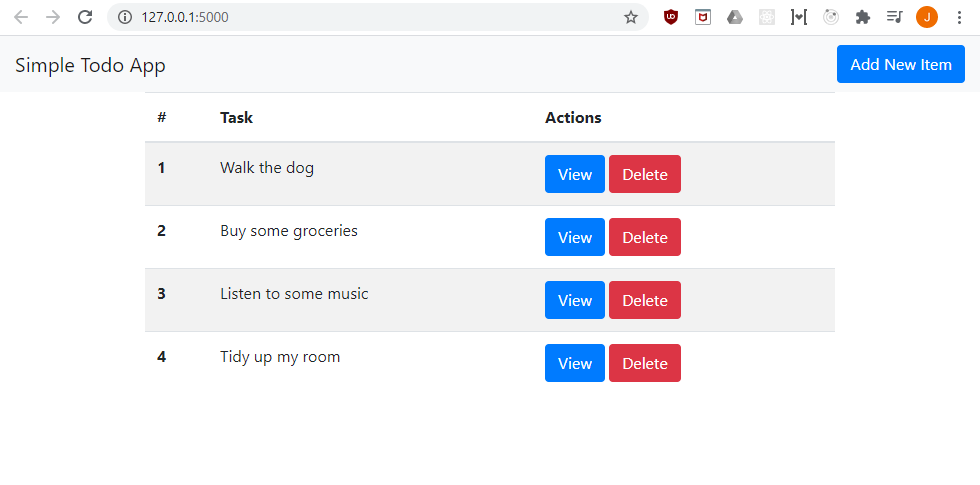 127.0.0.1:5000
J
Simple Todo App
Add New Item
# Task Actions
1 Walk the dog View Delete
2 Buy some groceries View Delete
3 Listen to some music View Delete
4 Tidy up my room View Delete